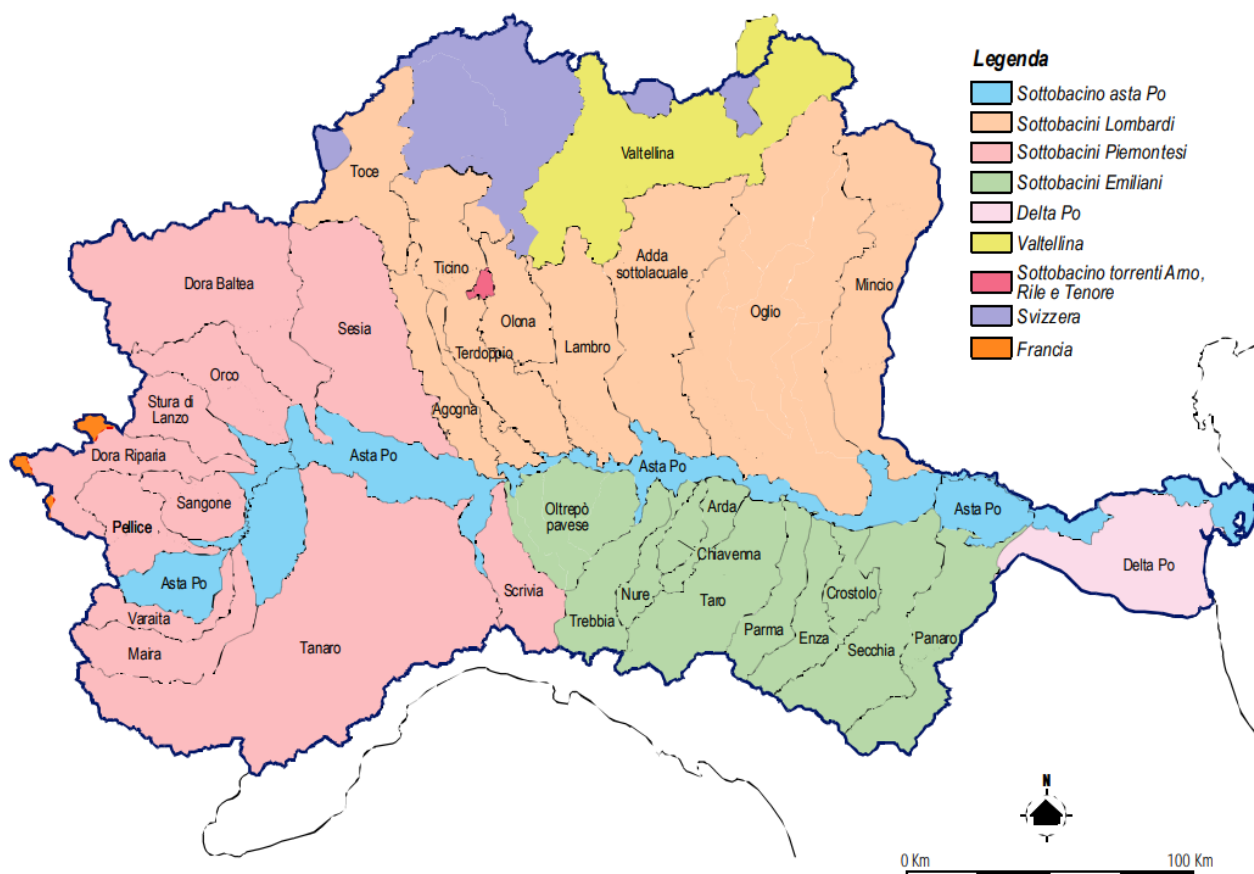 Legenda
Sottobacino asta Po
Sottobacini Lombardi
Sottobacini Piemontesi
Sottobacini Emiliani
Delta Po
Valtellina
Sottobacino torrenti Arno,
Rile e Tenore
Svizzera
Francia
Valtellina
Toce
Ticino
Adda
sottolacuale
Dora Baltea
Mincio
Oglio
Sesia
Olona
Terdoppio
Lambro
Orco
Stura di
Lanzo
Agogna
Dora Riparia
Asta Po
Asta Po
Sangone
Pellice
Oltrepò
pavese
Arda
Asta Po
Chiavenna
Asta Po
Delta Po
Scrivia
Nure
Taro
Crostolo
Varaita
Trebbia
Parma
Enza
Panaro
Maira
Tanaro
Secchia
N
0 Km
100 Km